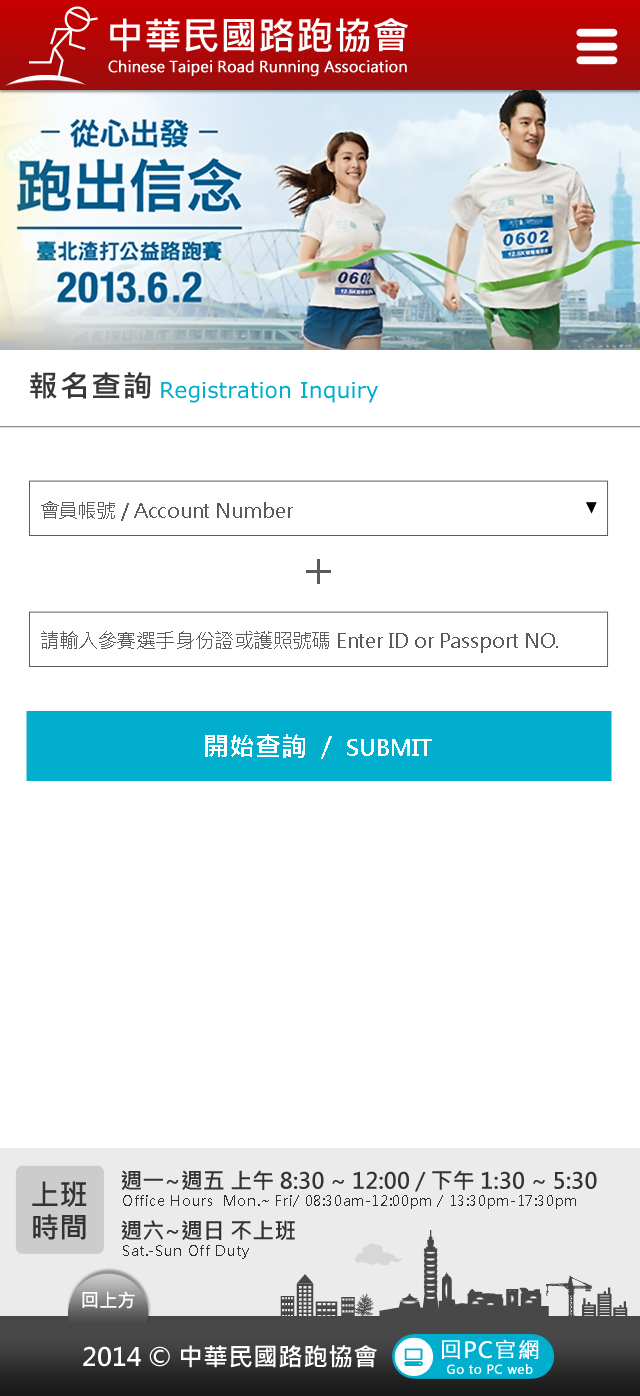 中華民國路跑協會
Chinese Taipei Road Running Association
－從心出發－
跑出信念
臺北渣打公益路跑賽
2013.6.2
0602
0602
12.5K
報名查詢 Registration Inquiry
會員帳號 / Account Number ▼
+
請輸入參賽選手身份證或護照號碼 Enter ID or Passport NO.
開始查詢 / SUBMIT
上班
時間
週一~週五 上午 8:30 ~ 12:00 / 下午 1:30 ~ 5:30
Office Hours Mon.~ Fri/ 08:30am-12:00pm / 13:30pm-17:30pm
週六~週日 不上班
Sat.-Sun Off Duty
回上方
2014 © 中華民國路跑協會
回PC官網
Go to PC web